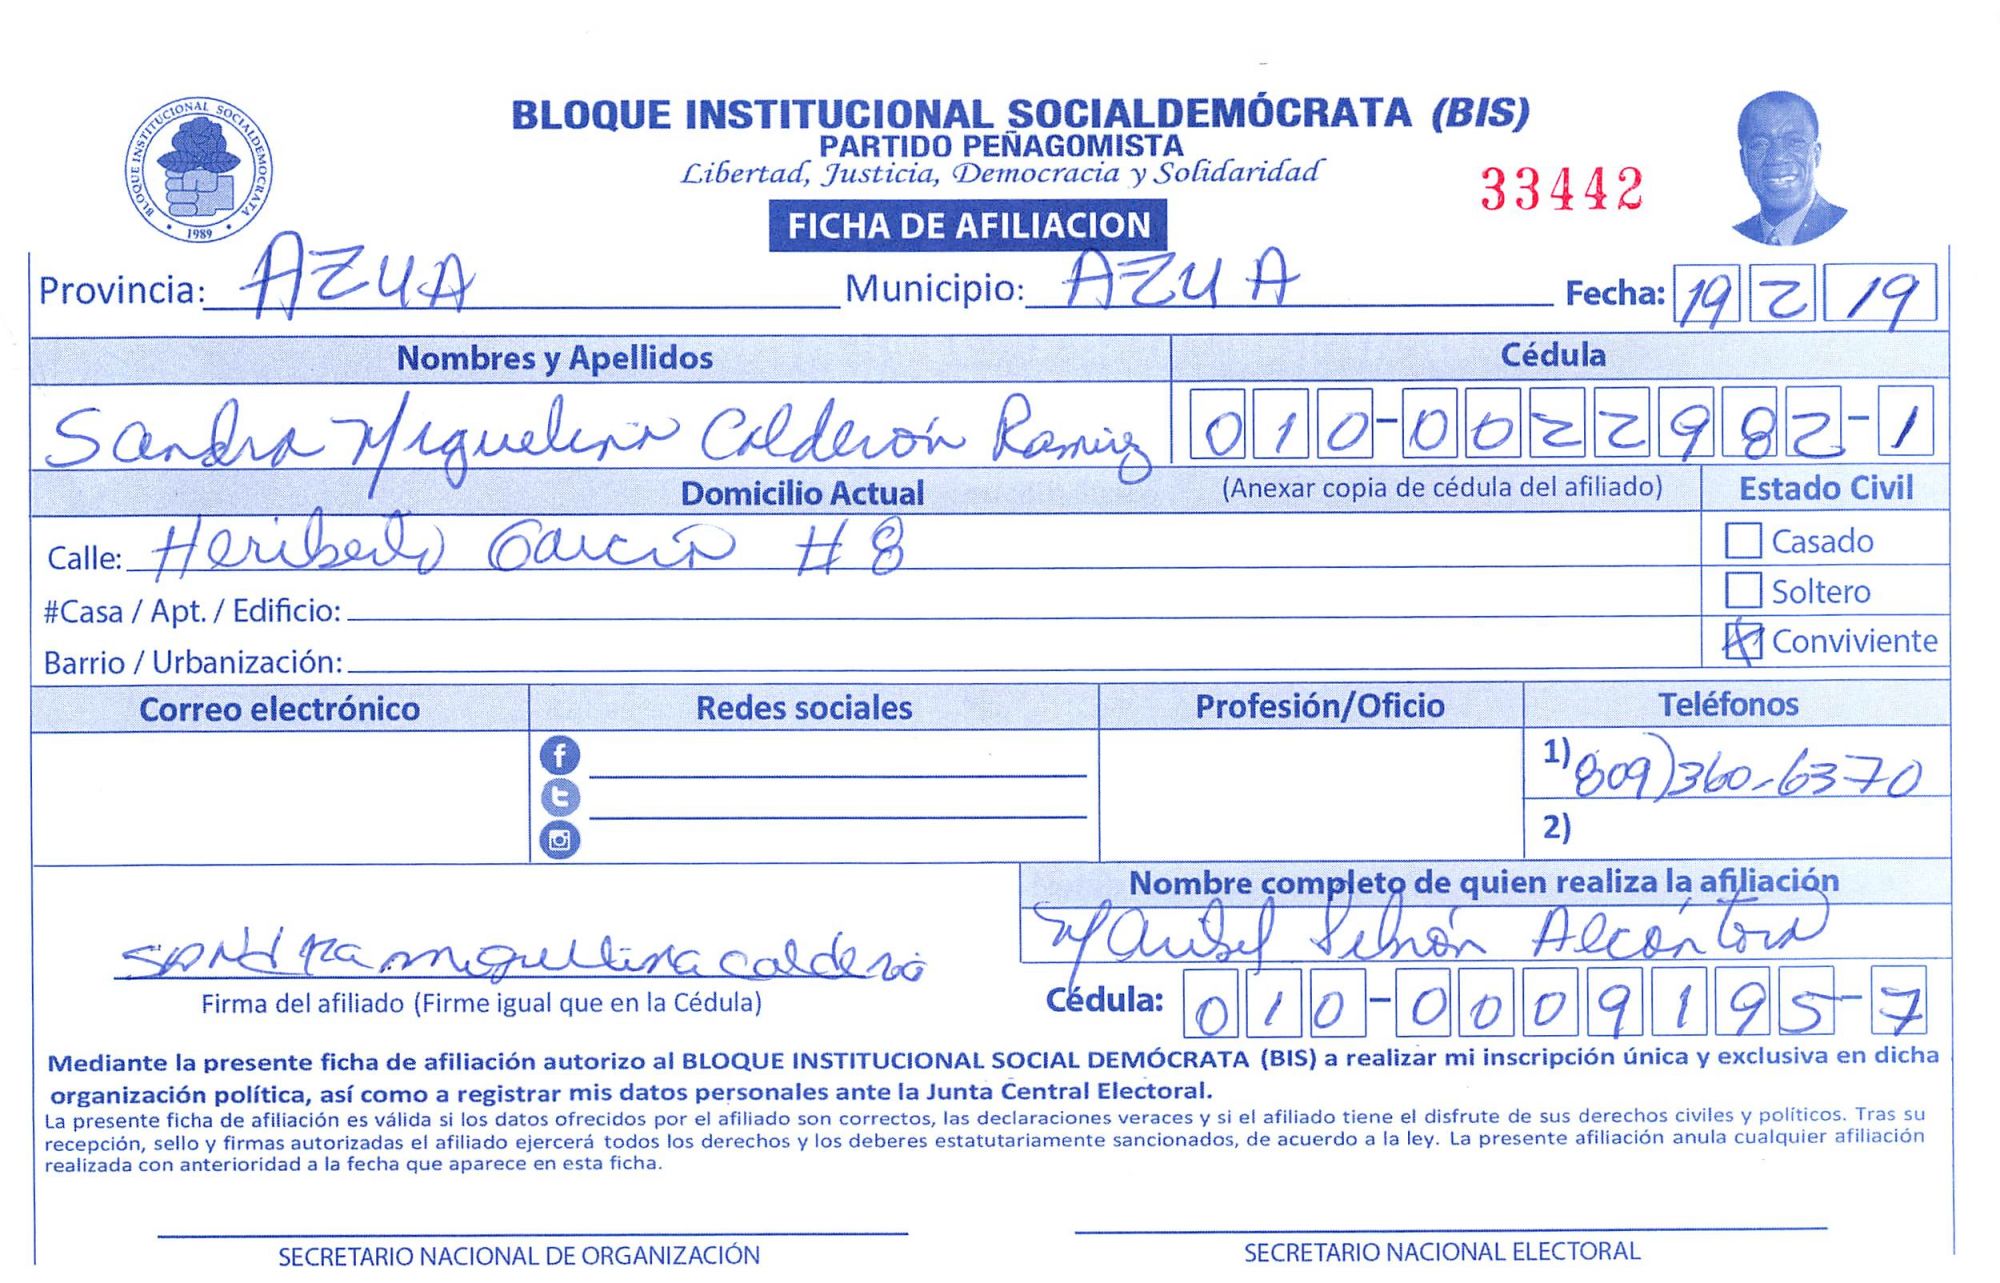 BLOQUE INSTITUCIONAL SOCIALDEMOCRATA
1989
BLOQUE INSTITUCIONAL SOCIALDEMÓCRATA (BIS)
PARTIDO PEÑAGOMISTA
Libertad, Justicia, Democracia y Solidaridad
33442
FICHA DE AFILIACION
Provincia: AZUA Municipio: AZUA Fecha: 19 2 19
Nombres y Apellidos Cédula
Sandra Miguelina Calderón Ramirez 010-0022982-1
Domicilio Actual (Anexar copia de cédula del afiliado) Estado Civil
Calle: Heriberto Garcia #8 Casado
#Casa / Apt. / Edificio: Soltero
Barrio / Urbanización: Conviviente
Correo electrónico Redes sociales Profesión/Oficio Teléfonos
1) 809)360-6370
2)
Nombre completo de quien realiza la afiliación
Maribel Alcántara
sandra miguelina caldero
Firma del afiliado (Firme igual que en la Cédula) Cédula: 010-0009195-7
Mediante la presente ficha de afiliación autorizo al BLOQUE INSTITUCIONAL SOCIAL DEMÓCRATA (BIS) a realizar mi inscripción única y exclusiva en dicha
organización política, así como a registrar mis datos personales ante la Junta Central Electoral.
La presente ficha de afiliación es válida si los datos ofrecidos por el afiliado son correctos, las declaraciones veraces y si el afiliado tiene el disfrute de sus derechos civiles y políticos. Tras su
recepción, sello y firmas autorizadas el afiliado ejercerá todos los derechos y los deberes estatutariamente sancionados, de acuerdo a la ley. La presente afiliación anula cualquier afiliación
realizada con anterioridad a la fecha que aparece en esta ficha.
SECRETARIO NACIONAL DE ORGANIZACIÓN SECRETARIO NACIONAL ELECTORAL